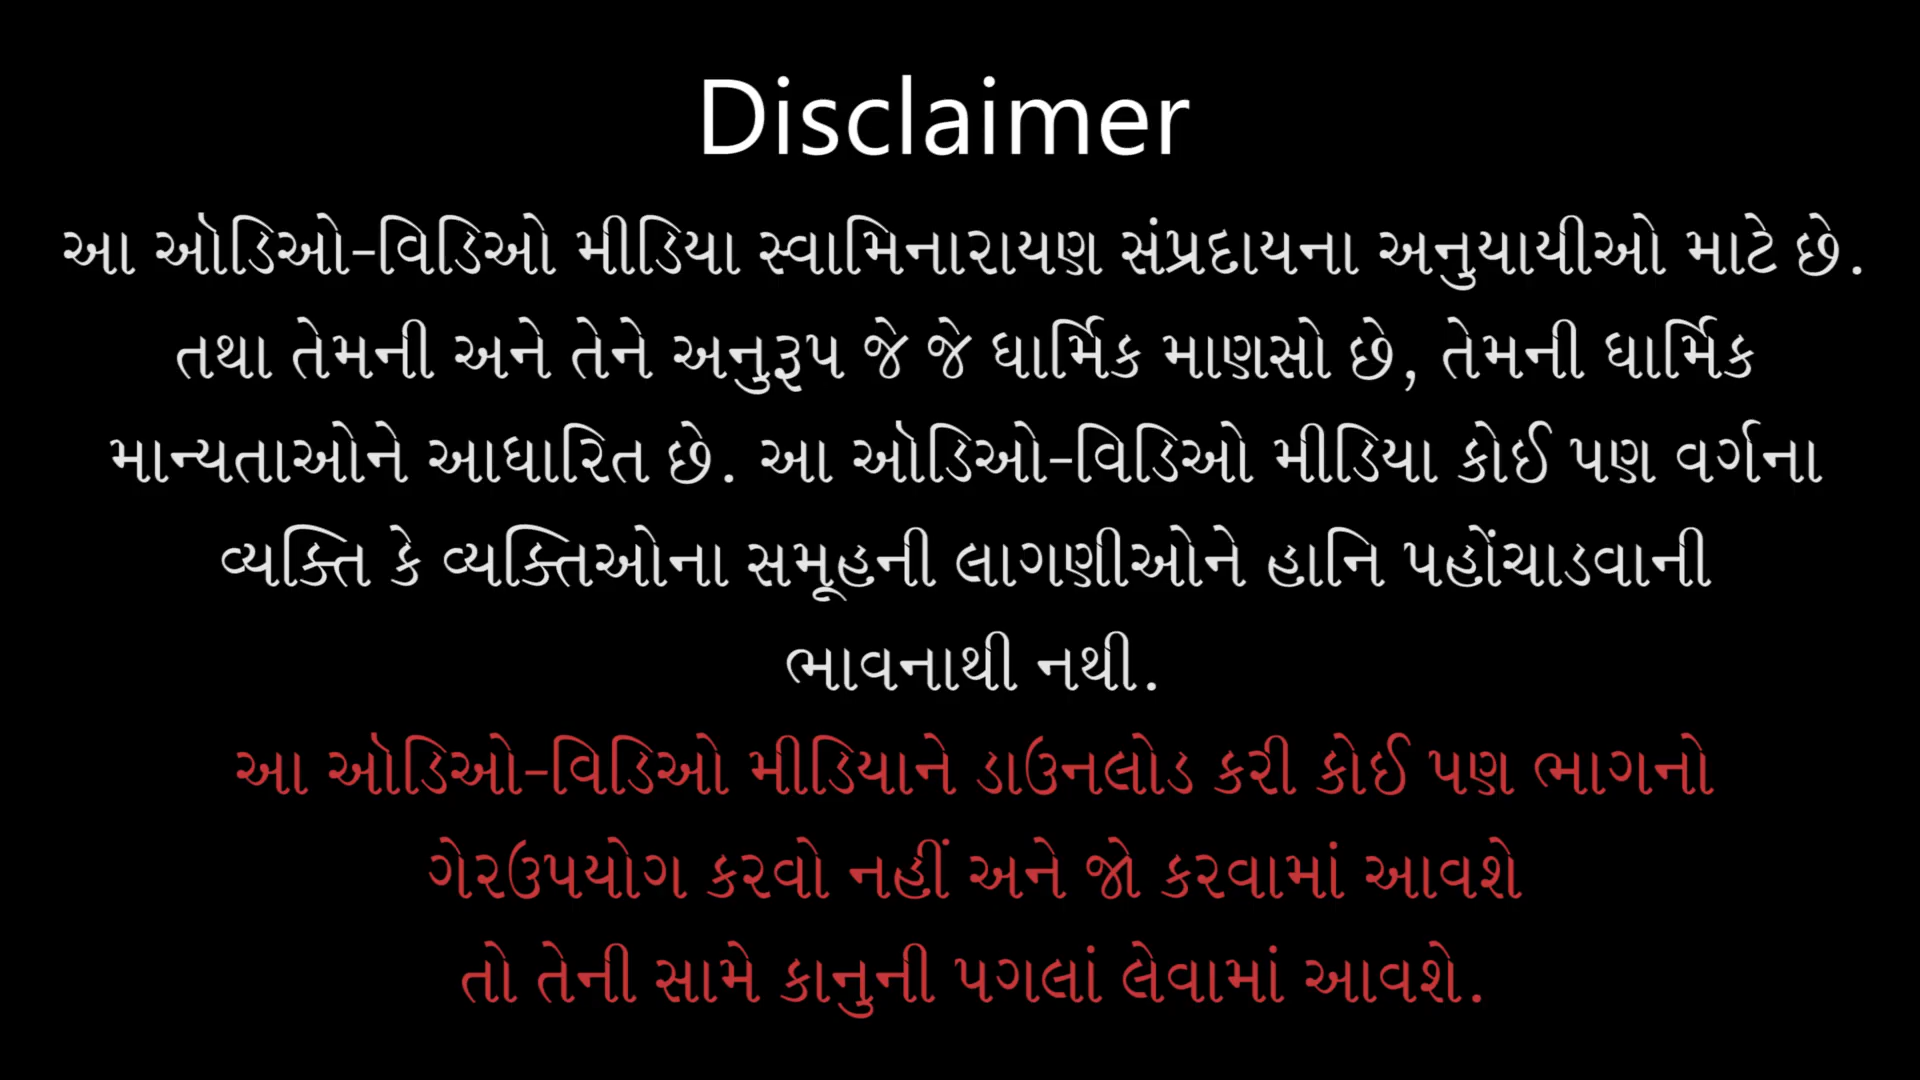 Disclaimer
આ ઑડિઓ-વિડિઓ મીડિયા સ્વામિનારાયણ સંપ્રદાયના અનુયાયીઓ માટે છે.
તથા તેમની અને તેને અનુરૂપ જે જે ધાર્મિક માણસો છે, તેમની ધાર્મિક
માન્યતાઓને આધારિત છે. આ ઑડિઓ-વિડિઓ મીડિયા કોઈ પણ વર્ગના
વ્યક્તિ કે વ્યક્તિઓના સમૂહની લાગણીઓને હાનિ પહોંચાડવાની
ભાવનાથી નથી.
આ ઑડિઓ-વિડિઓ મીડિયાને ડાઉનલોડ કરી કોઈ પણ ભાગનો
ગેરઉપયોગ કરવો નહીં અને જો કરવામાં આવશે
તો તેની સામે કાનુની પગલાં લેવામાં આવશે.